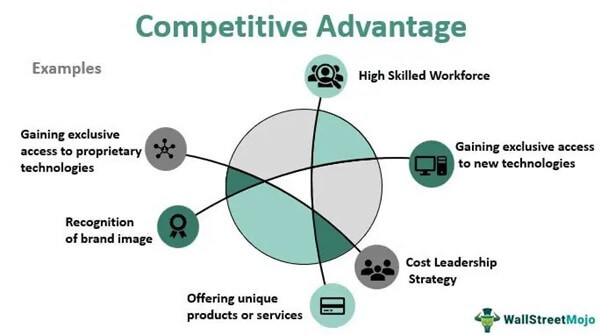 Competitive Advantage
Examples
High Skilled Workforce
Gaining exclusive
access to proprietary
technologies
Gaining exclusive access
to new technologies
Recognition
of brand image
Cost Leadership
Strategy
Offering unique
products or services
WallStreetMojo